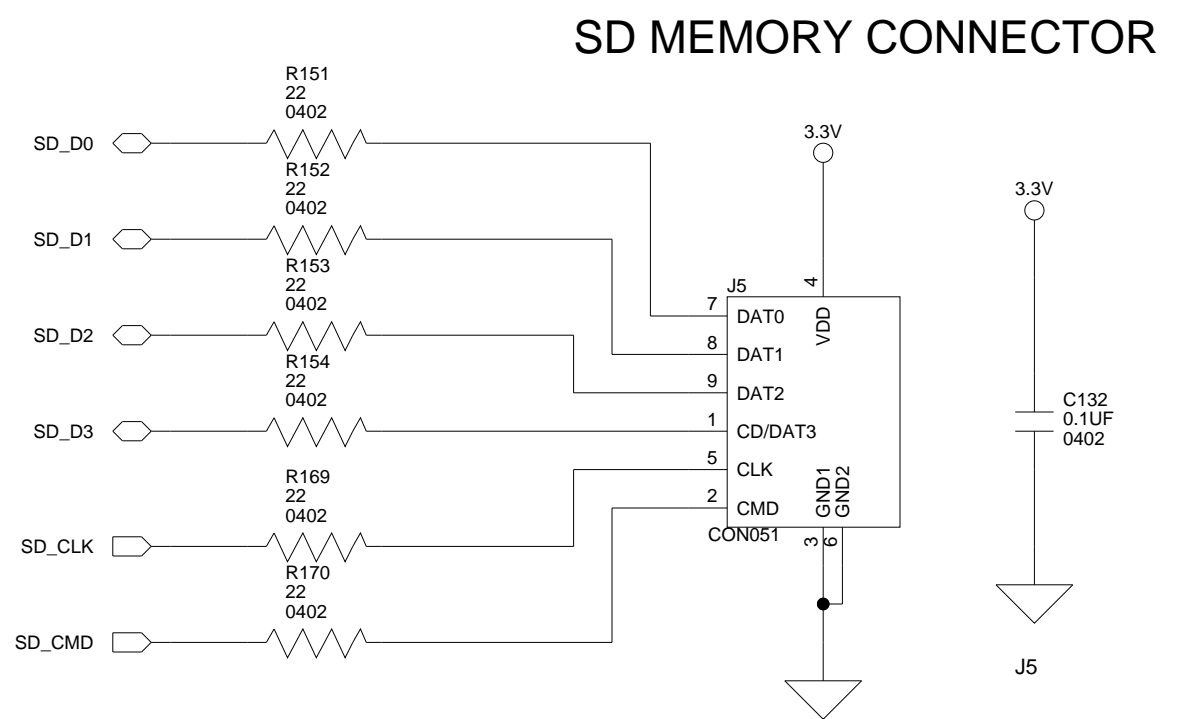 SD MEMORY CONNECTOR
R151
22
0402
SD_D0
R152
22
0402
SD_D1
R153
22
0402
SD_D2
R154
22
0402
SD_D3
R169
22
0402
SD_CLK
R170
22
0402
SD_CMD
3.3V
4
J5
7 DAT0
VDD
8 DAT1
9 DAT2
1 CD/DAT3
5 CLK
2 CMD
GND1
GND2
CON051
3
6
3.3V
C132
0.1UF
0402
J5